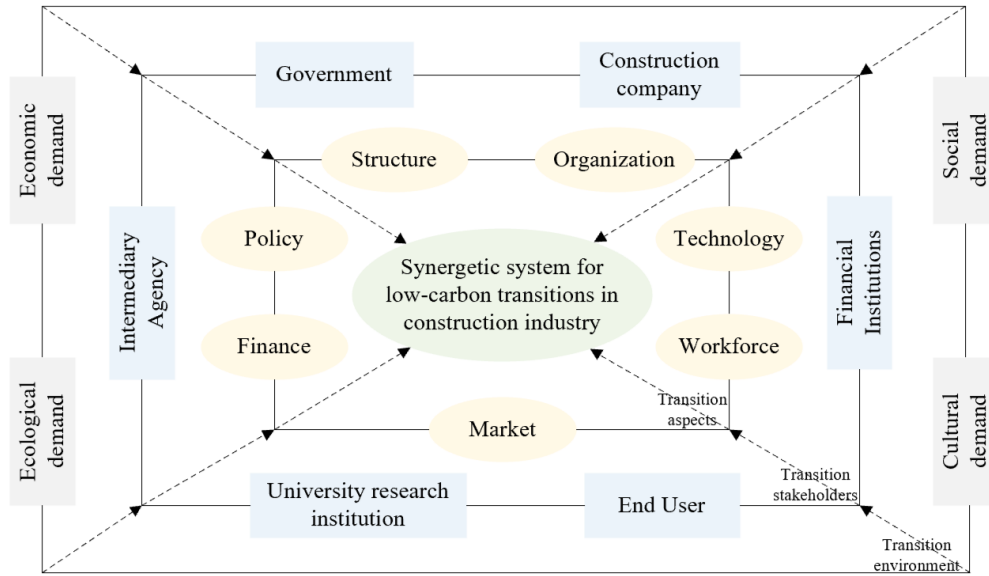 Government
Construction
company
Economic
demand
Social
demand
Structure
Organization
Policy
Technology
Intermediary
Agency
Financial
Institutions
Synergetic system for
low-carbon transitions in
construction industry
Finance
Workforce
Ecological
demand
Cultural
demand
Transition
aspects
Market
Transition
stakeholders
University research
institution
End User
Transition
environment